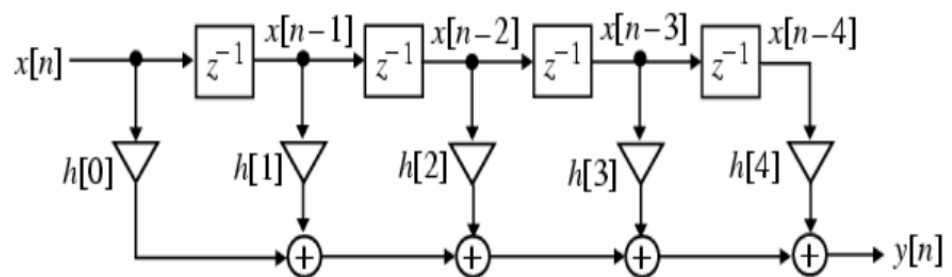 x[n] z⁻¹ x[n−1] z⁻¹ x[n−2] z⁻¹ x[n−3] z⁻¹ x[n−4]
h[0] h[1] h[2] h[3] h[4]
+ + + + y[n]